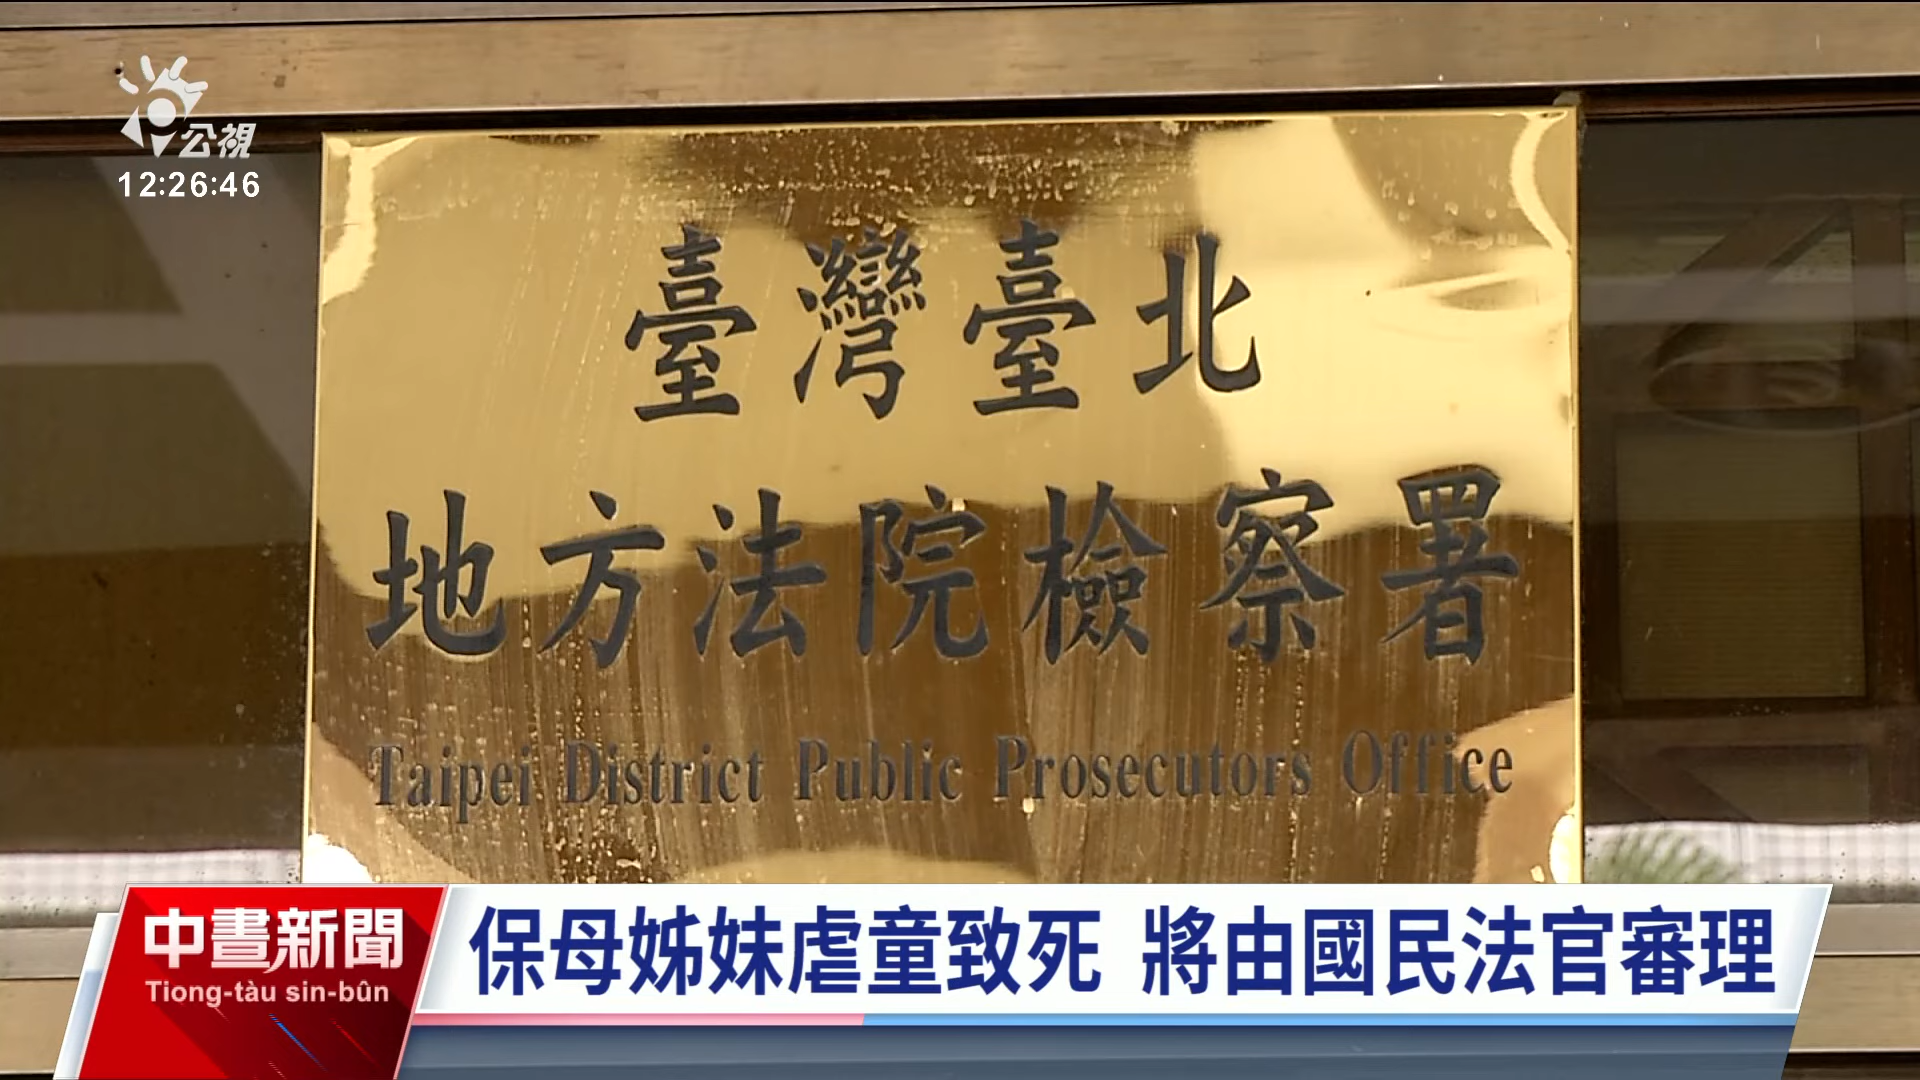 公視
12:26:46
臺灣臺北
地方法院檢察署
Taipei District Public Prosecutors Office
中晝新聞
Tiong-tàu sin-bûn
保母姊妹虐童致死 將由國民法官審理